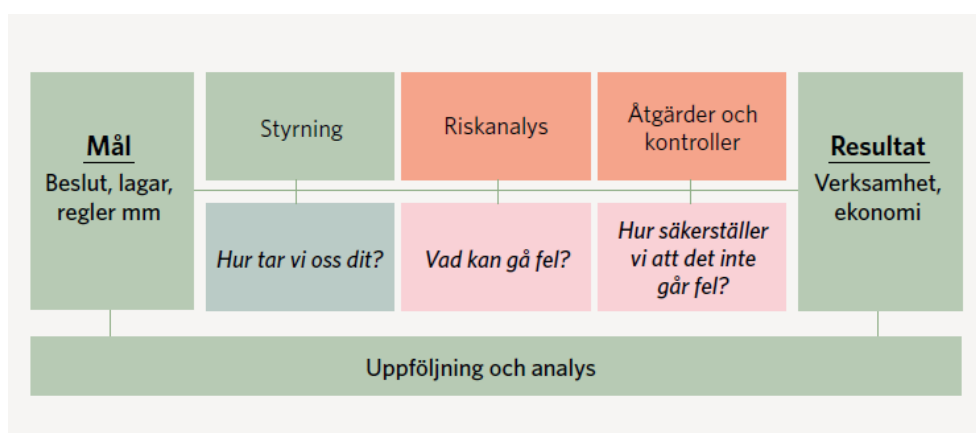 Mål
Beslut, lagar,
regler mm
Styrning
Hur tar vi oss dit?
Riskanalys
Vad kan gå fel?
Åtgärder och
kontroller
Hur säkerställer
vi att det inte
går fel?
Resultat
Verksamhet,
ekonomi
Uppföljning och analys